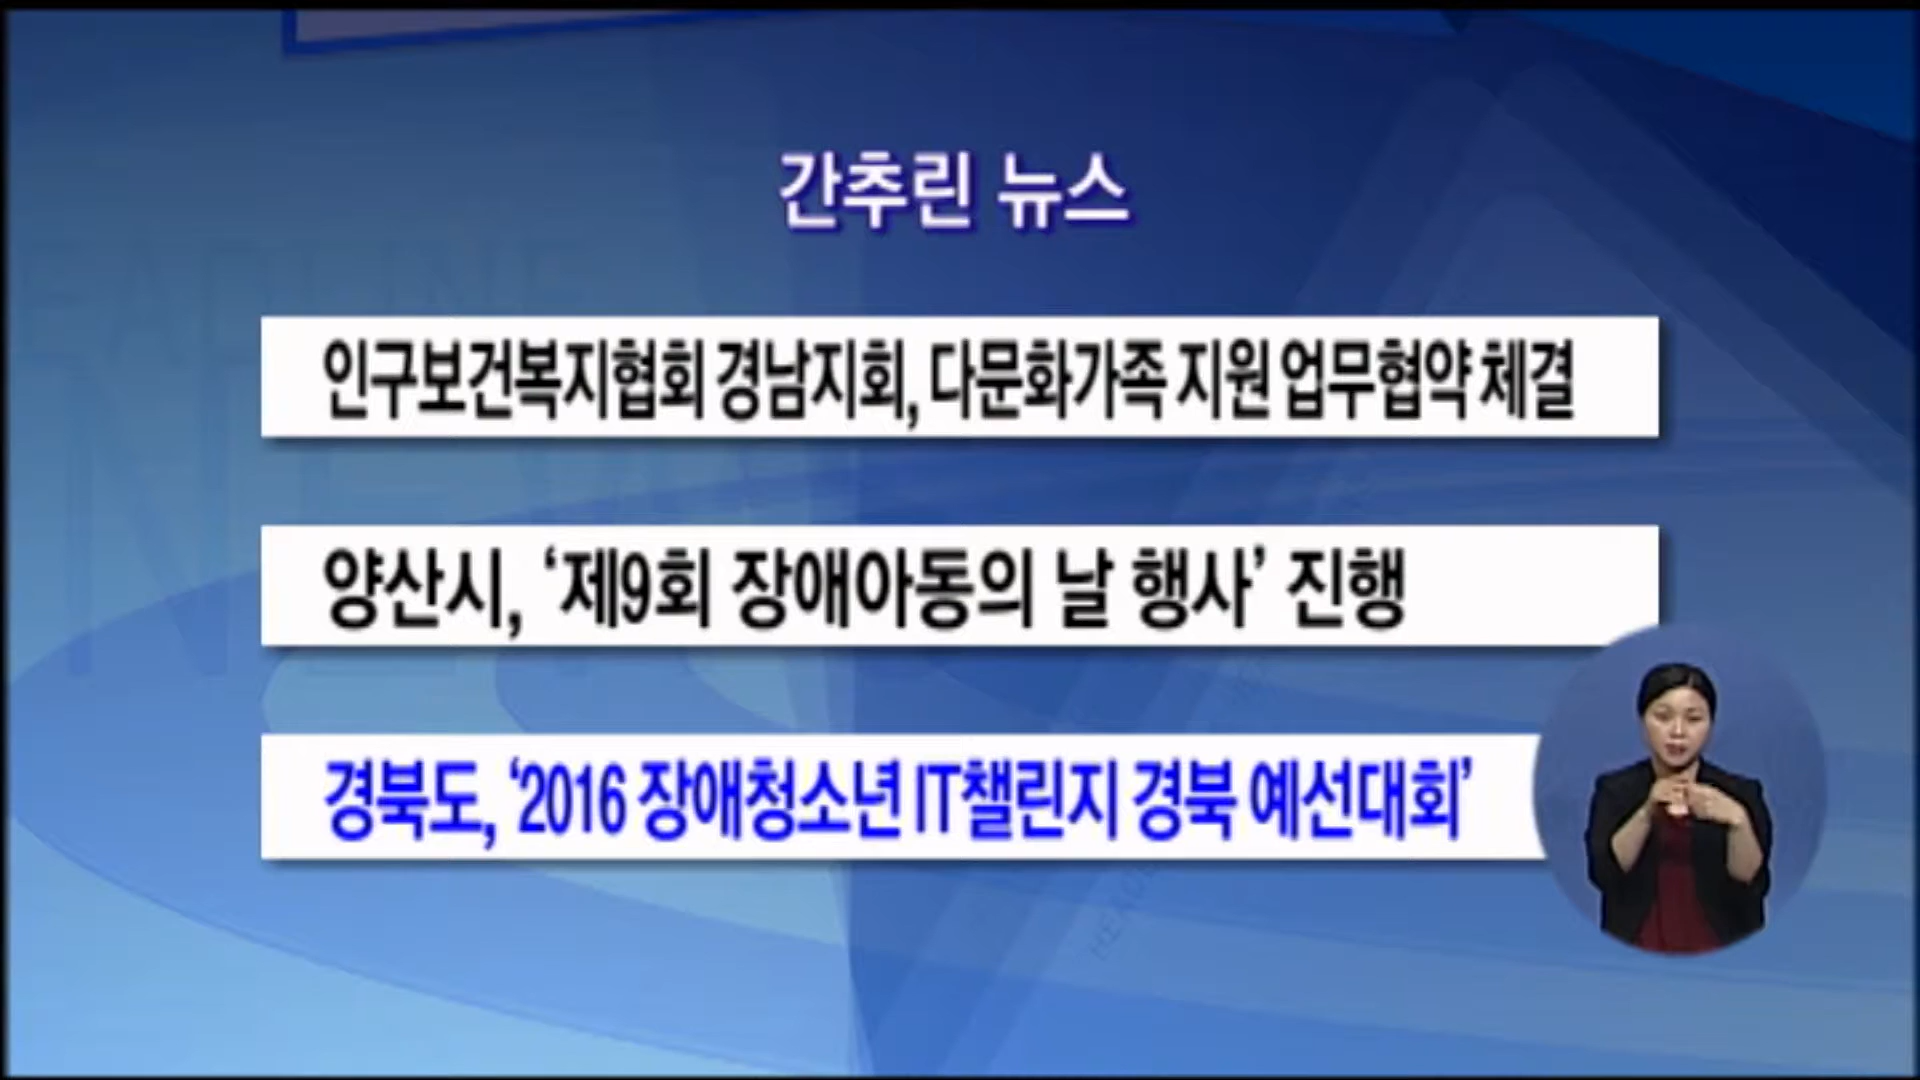 간추린 뉴스
인구보건복지협회 경남지회, 다문화가족 지원 업무협약 체결
양산시, ‘제9회 장애아동의 날 행사’ 진행
경북도, ‘2016 장애청소년 IT챌린지 경북 예선대회’